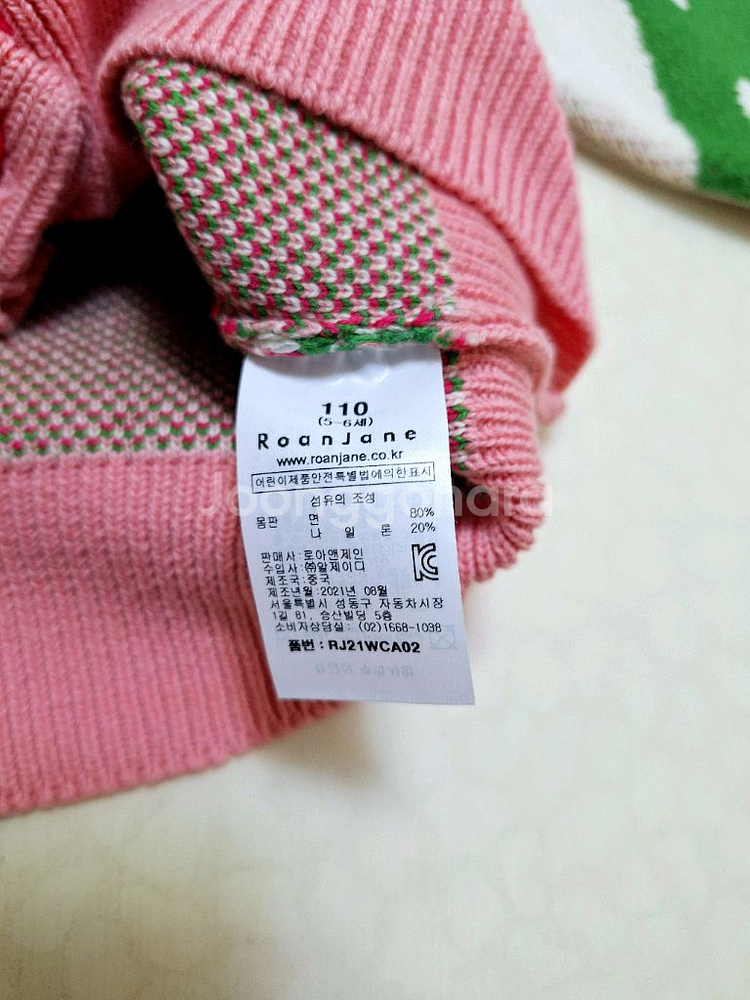 110
(5-6세)
RoanJane
www.roanjane.co.kr
어린이제품안전특별법에의한표시
섬유의 조성
몸판 면 80%
나 일 론 20%
판매사:로아앤제인
수입사:㈜알제이디
제조국:중국
제조년월:2021년 08월
서울특별시 성동구 자동차시장
1길 81, 승산빌딩 5층
소비자상담실: (02)1668-1038
품번 : RJ21WCA02
Joonggonara